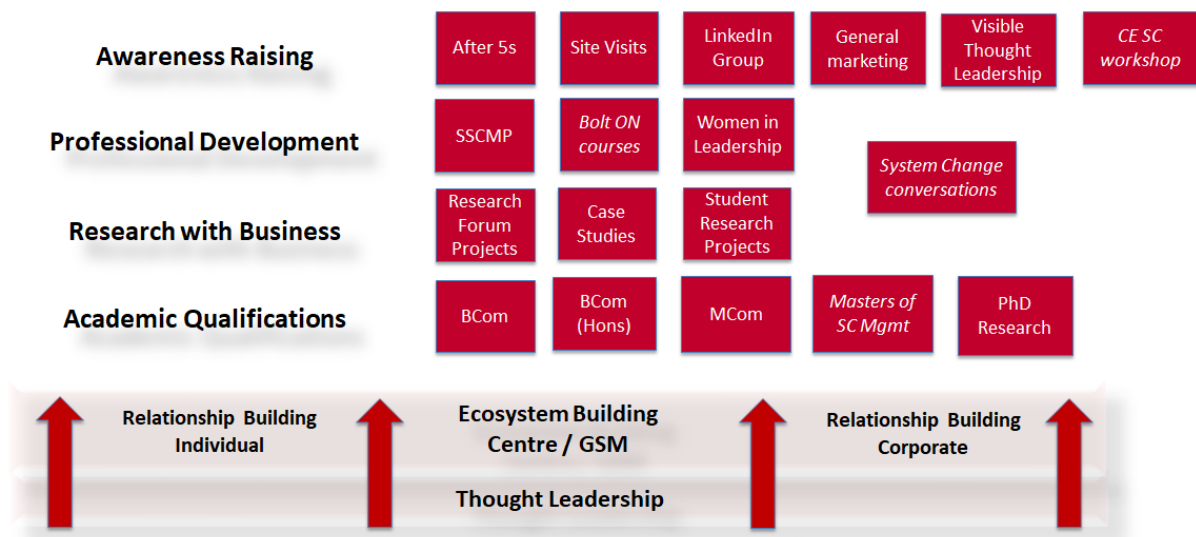 Awareness Raising
After 5s
Site Visits
LinkedIn
Group
General
marketing
Visible
Thought
Leadership
CE SC
workshop
Professional Development
SSCMP
Bolt ON
courses
Women in
Leadership
System Change
conversations
Research with Business
Research
Forum
Projects
Case
Studies
Student
Research
Projects
Academic Qualifications
BCom
BCom
(Hons)
MCom
Masters of
SC Mgmt
PhD
Research
Relationship Building
Individual
Ecosystem Building
Centre / GSM
Relationship Building
Corporate
Thought Leadership